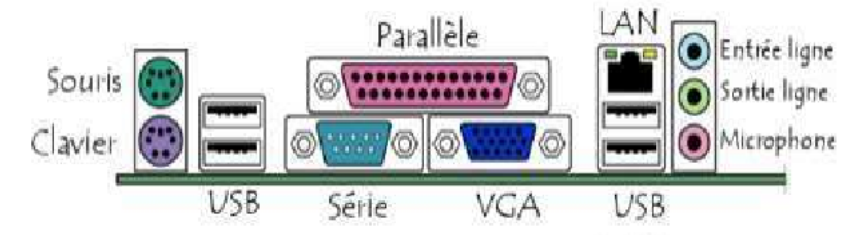 LAN
Parallèle
Entrée ligne
Souris
Sortie ligne
Clavier
Microphone
USB
Série
VGA
USB